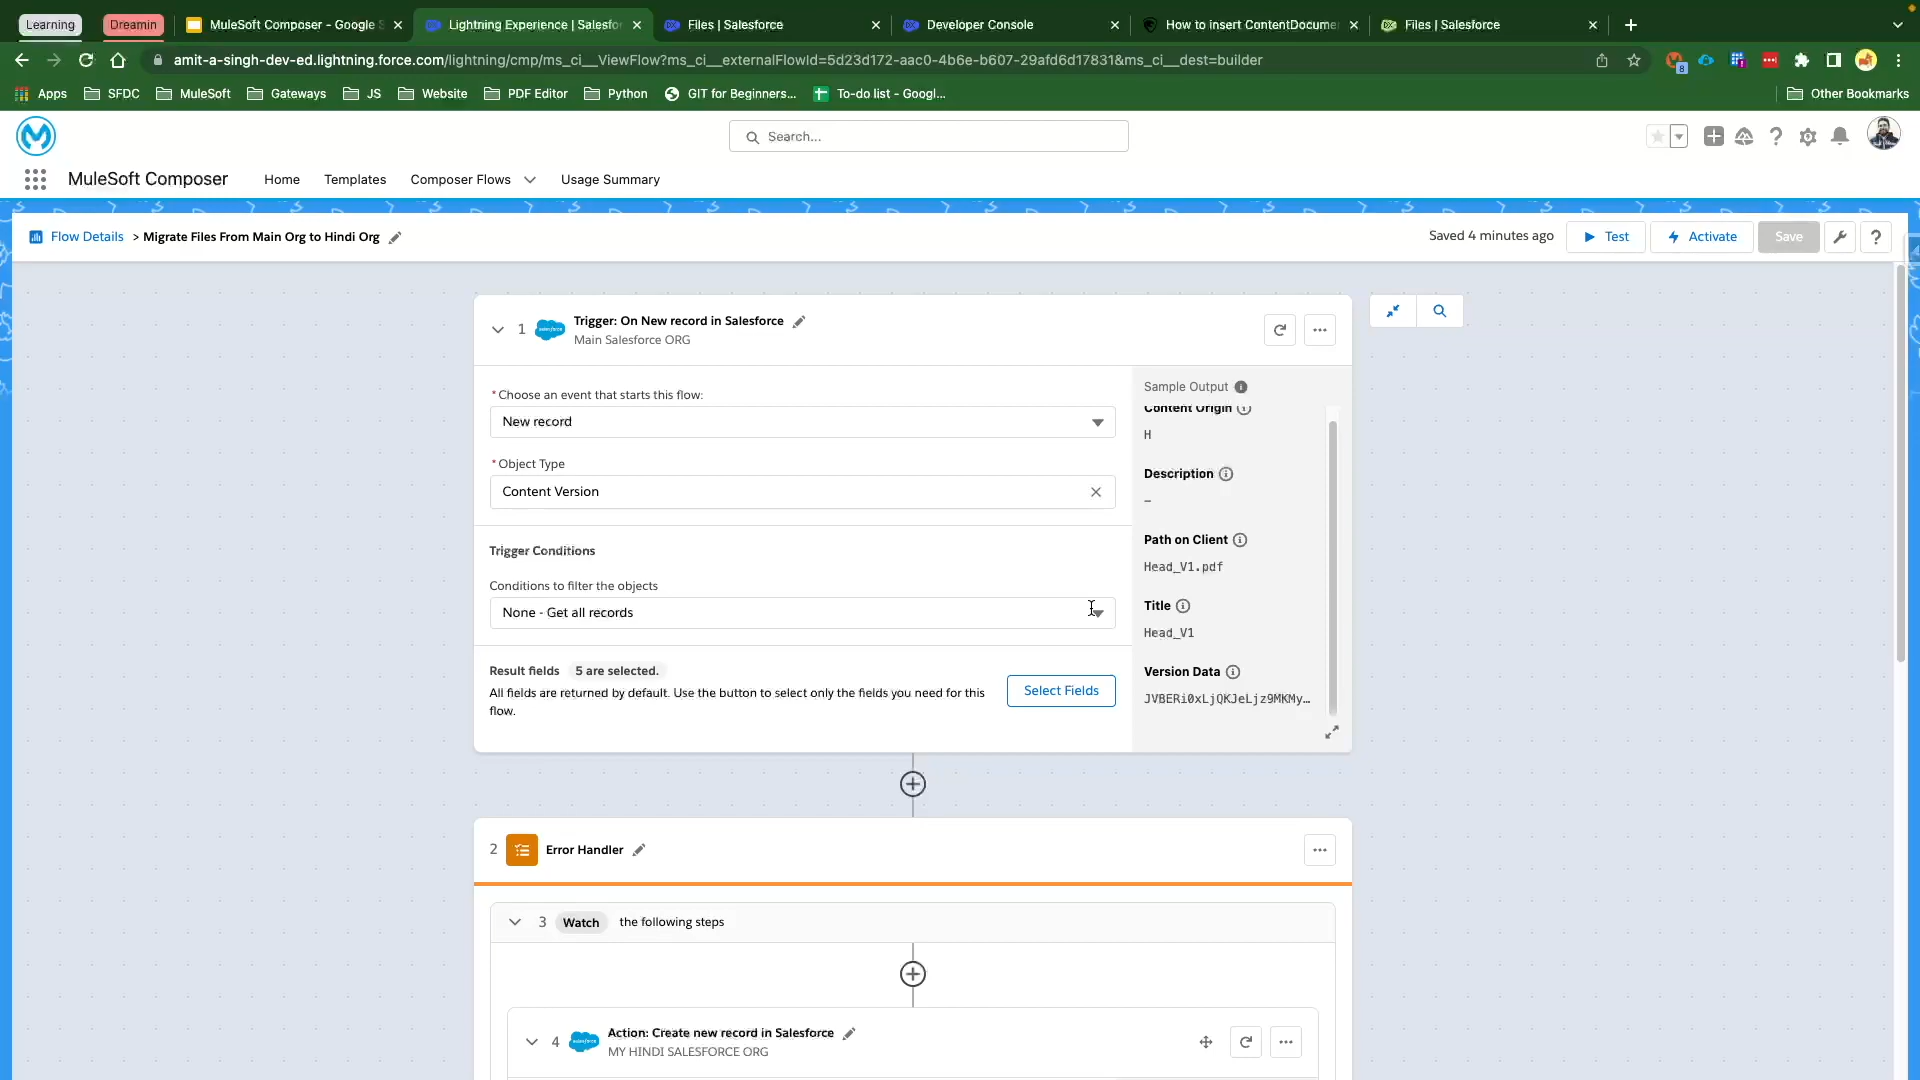 Learning
Dreamin
MuleSoft Composer - Google S
Lightning Experience | Salesfor
Files | Salesforce
Developer Console
How to insert ContentDocume
Files | Salesforce
amit-a-singh-dev-ed.lightning.force.com/lightning/cmp/ms_ci__ViewFlow?ms_ci__externalFlowId=5d23d172-aac0-4b6e-b607-29afd6d17831&ms_ci__dest=builder
8
Apps
SFDC
MuleSoft
Gateways
JS
Website
PDF Editor
Python
GIT for Beginners...
To-do list - Googl...
Other Bookmarks
Search...
MuleSoft Composer
Home
Templates
Composer Flows
Usage Summary
Flow Details > Migrate Files From Main Org to Hindi Org
Saved 4 minutes ago
Test
Activate
Save
?
1
salesforce
Trigger: On New record in Salesforce
Main Salesforce ORG
* Choose an event that starts this flow:
New record
* Object Type
Content Version
Trigger Conditions
Conditions to filter the objects
None - Get all records
Result fields 5 are selected.
All fields are returned by default. Use the button to select only the fields you need for this
flow.
Select Fields
Sample Output
Content Origin
H
Description
–
Path on Client
Head_V1.pdf
Title
Head_V1
Version Data
JVBERi0xLjQKJeLjz9MKMy…
2
Error Handler
3 Watch the following steps
4
salesforce
Action: Create new record in Salesforce
MY HINDI SALESFORCE ORG